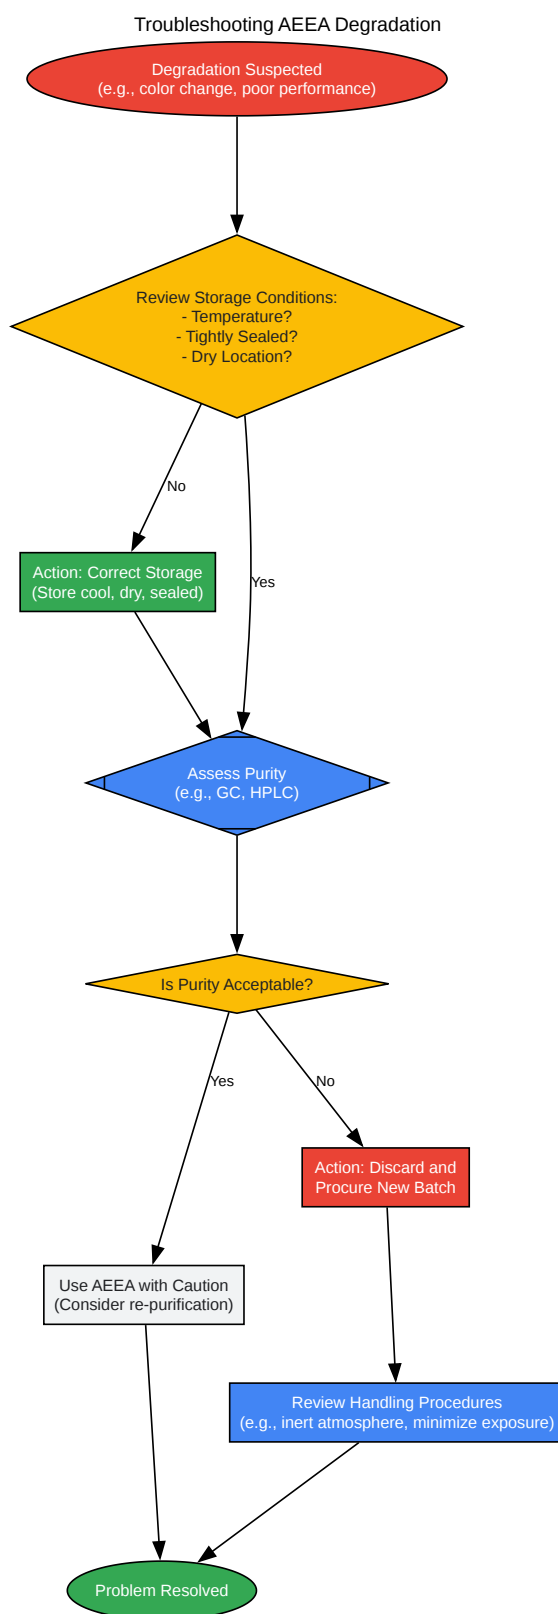 Troubleshooting AEEA Degradation
Degradation Suspected
(e.g., color change, poor performance)
Review Storage Conditions:
- Temperature?
- Tightly Sealed?
- Dry Location?
No
Yes
Action: Correct Storage
(Store cool, dry, sealed)
Assess Purity
(e.g., GC, HPLC)
Is Purity Acceptable?
Yes
No
Action: Discard and
Procure New Batch
Use AEEA with Caution
(Consider re-purification)
Review Handling Procedures
(e.g., inert atmosphere, minimize exposure)
Problem Resolved